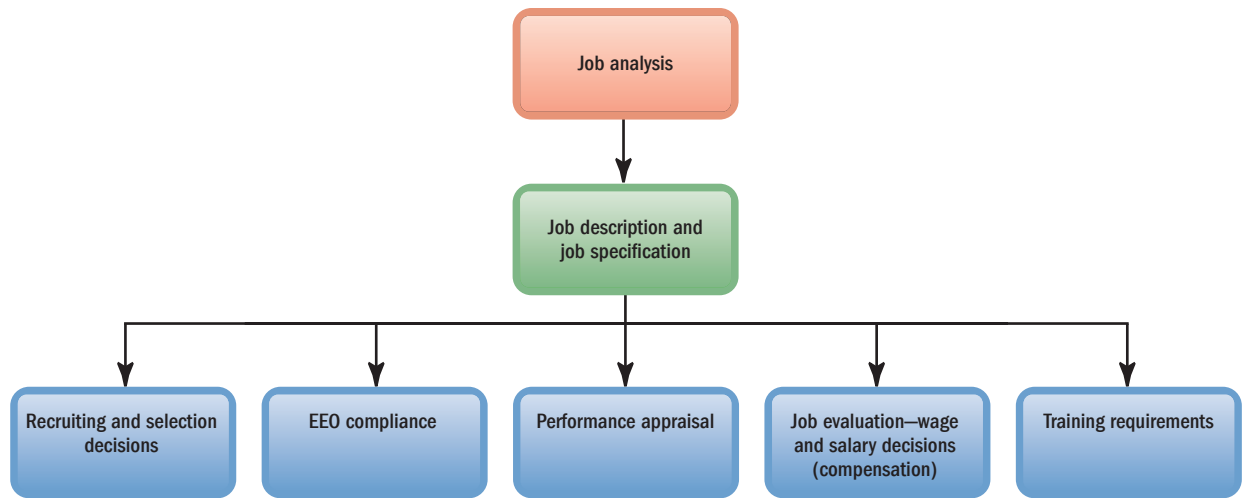 Job analysis
Job description and
job specification
Recruiting and selection
decisions
EEO compliance
Performance appraisal
Job evaluation—wage
and salary decisions
(compensation)
Training requirements